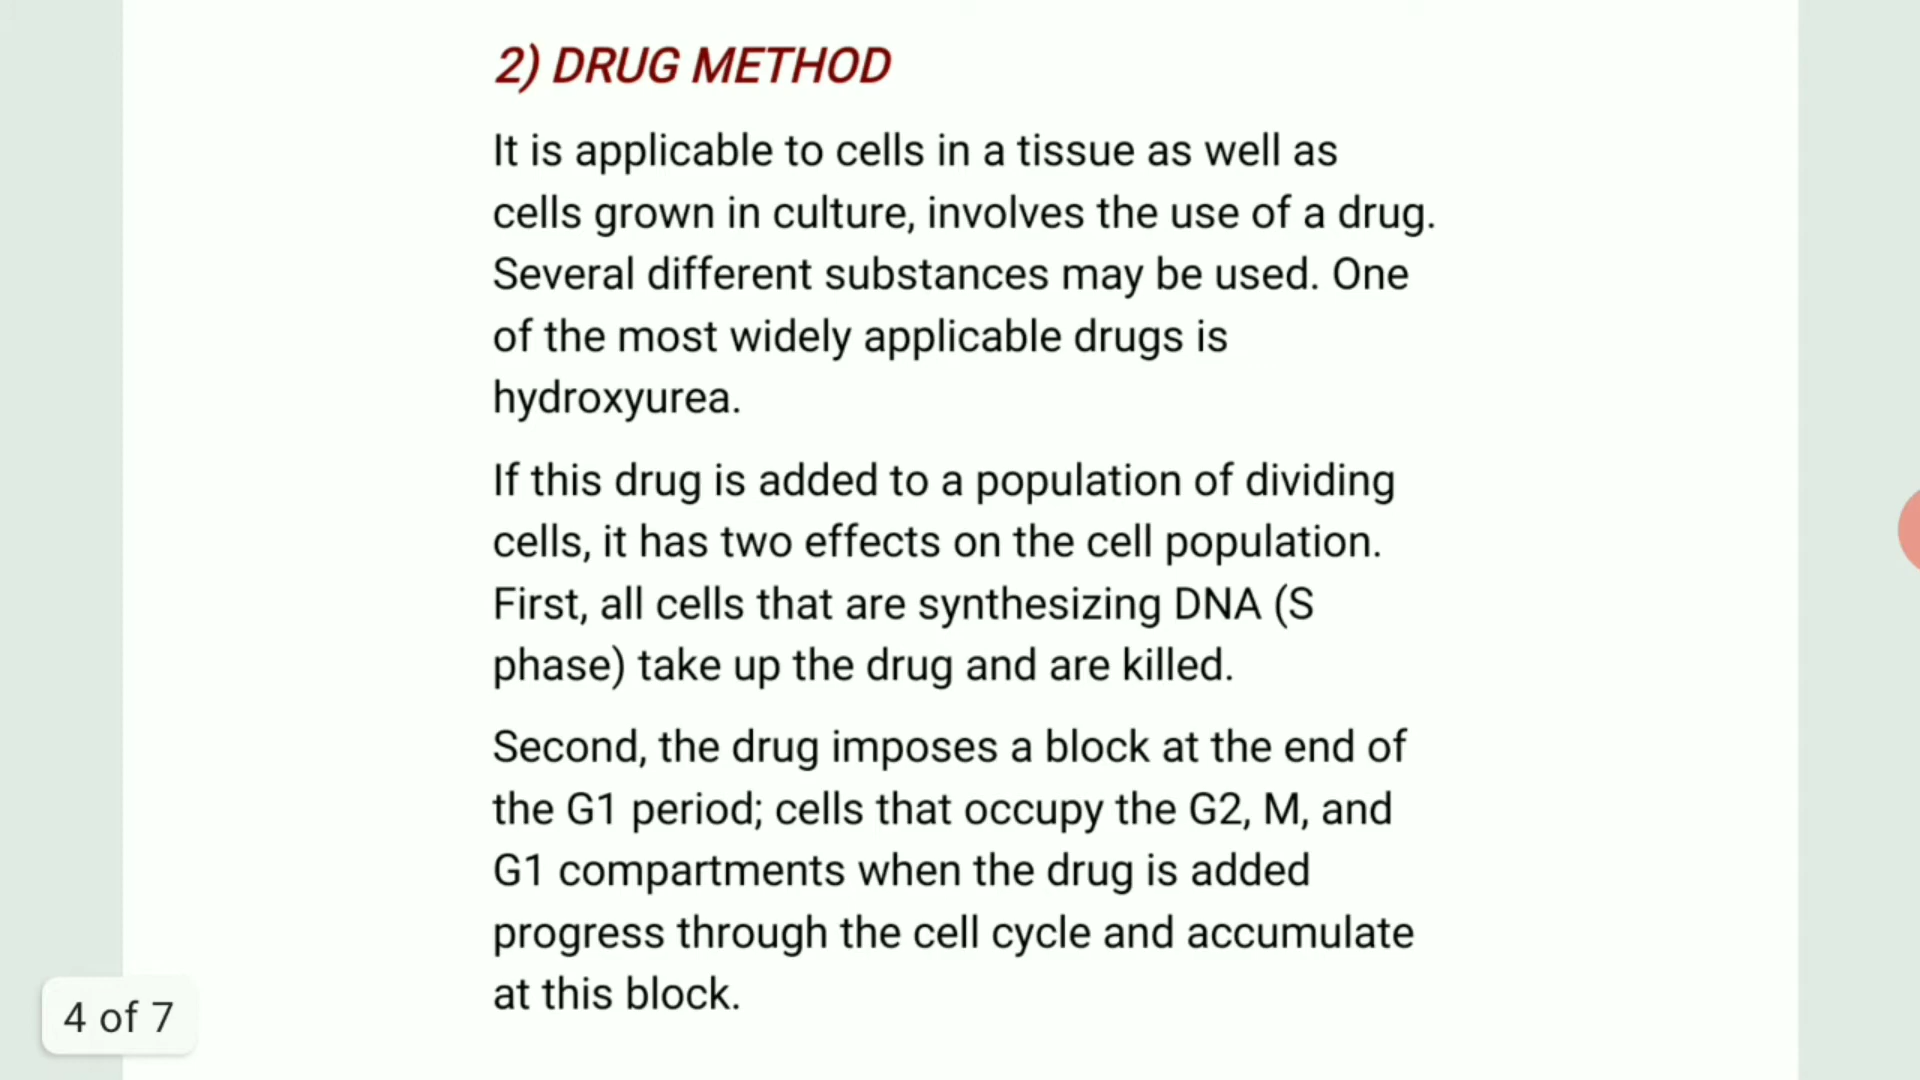 2) DRUG METHOD
It is applicable to cells in a tissue as well as
cells grown in culture, involves the use of a drug.
Several different substances may be used. One
of the most widely applicable drugs is
hydroxyurea.
If this drug is added to a population of dividing
cells, it has two effects on the cell population.
First, all cells that are synthesizing DNA (S
phase) take up the drug and are killed.
Second, the drug imposes a block at the end of
the G1 period; cells that occupy the G2, M, and
G1 compartments when the drug is added
progress through the cell cycle and accumulate
at this block.
4 of 7